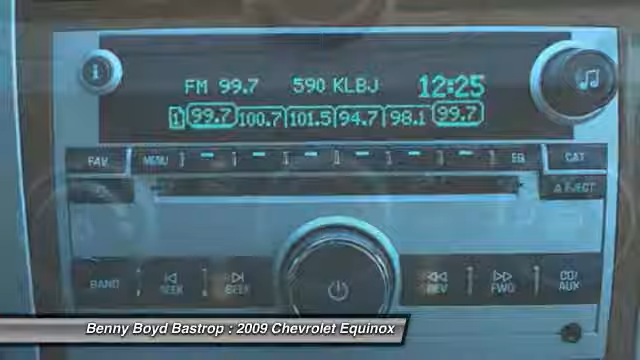 FM 99.7 590 KLBJ 12:25
1 99.7 100.7 101.5 94.7 98.1 99.7
FAV MENU EQ CAT
EJECT
BAND SEEK SEEK REV FWD CD/
AUX
Benny Boyd Bastrop : 2009 Chevrolet Equinox